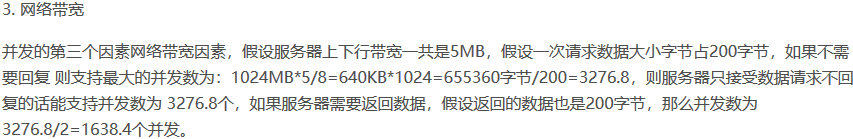 3. 网络带宽
并发的第三个因素网络带宽因素，假设服务器上下行带宽一共是5MB，假设一次请求数据大小字节占200字节，如果不需
要回复 则支持最大的并发数为：1024MB*5/8=640KB*1024=655360字节/200=3276.8，则服务器只接受数据请求不回
复的话能支持并发数为 3276.8个，如果服务器需要返回数据，假设返回的数据也是200字节，那么并发数为
3276.8/2=1638.4个并发。